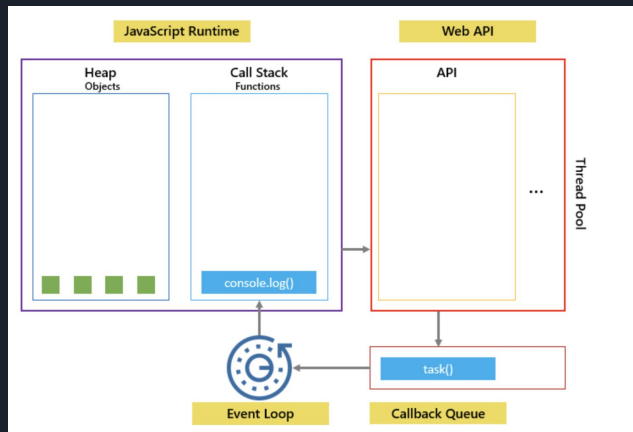 JavaScript Runtime
Web API
Heap
Objects
Call Stack
Functions
API
...
Thread Pool
console.log()
task()
Event Loop
Callback Queue